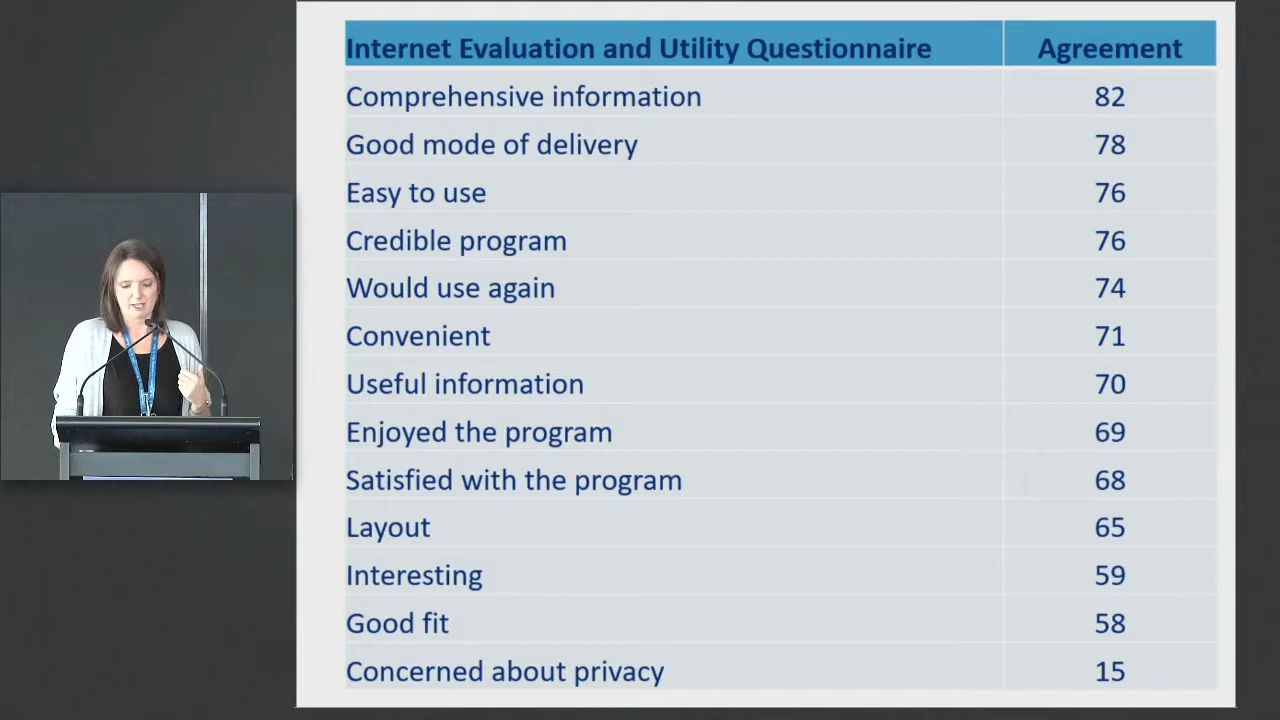 Internet Evaluation and Utility Questionnaire Agreement
Comprehensive information 82
Good mode of delivery 78
Easy to use 76
Credible program 76
Would use again 74
Convenient 71
Useful information 70
Enjoyed the program 69
Satisfied with the program 68
Layout 65
Interesting 59
Good fit 58
Concerned about privacy 15